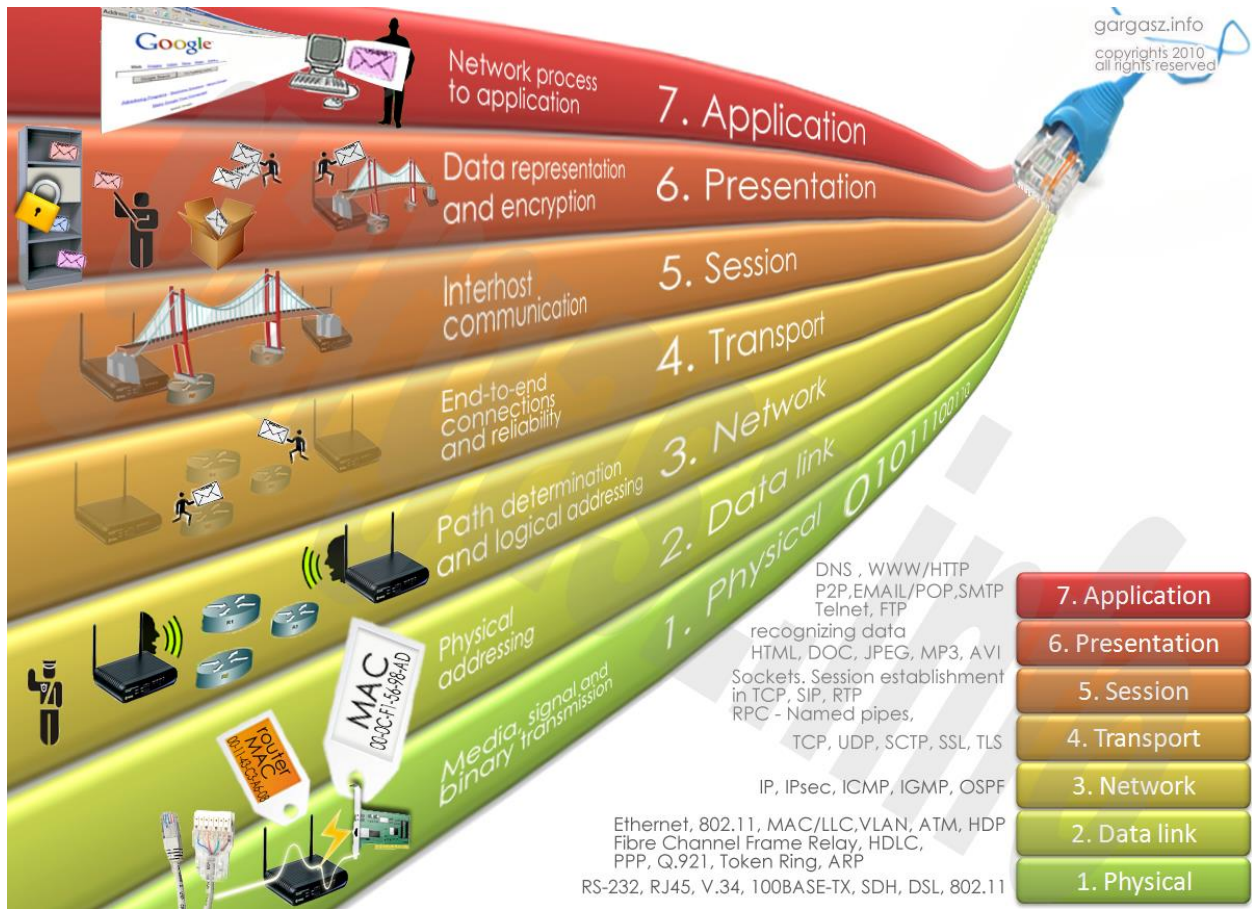 Address
Google
gargasz.info
copyrights 2010
all rights reserved
Network process
to application
7. Application
Data representation
and encryption
6. Presentation
Interhost
communication
5. Session
End-to-end
connections
and reliability
4. Transport
Path determination
and logical addressing
3. Network
Physical
addressing
2. Data link
Media, signal and
binary transmission
1. Physical
0101111001
MAC
00-0C-F1-56-98-AD
router
MAC
DNS , WWW/HTTP
P2P,EMAIL/POP,SMTP
Telnet, FTP
7. Application
recognizing data
HTML, DOC, JPEG, MP3, AVI
6. Presentation
Sockets. Session establishment
in TCP, SIP, RTP
RPC - Named pipes,
5. Session
TCP, UDP, SCTP, SSL, TLS
4. Transport
IP, IPsec, ICMP, IGMP, OSPF
3. Network
Ethernet, 802.11, MAC/LLC,VLAN, ATM, HDP
Fibre Channel Frame Relay, HDLC,
PPP, Q.921, Token Ring, ARP
2. Data link
RS-232, RJ45, V.34, 100BASE-TX, SDH, DSL, 802.11
1. Physical